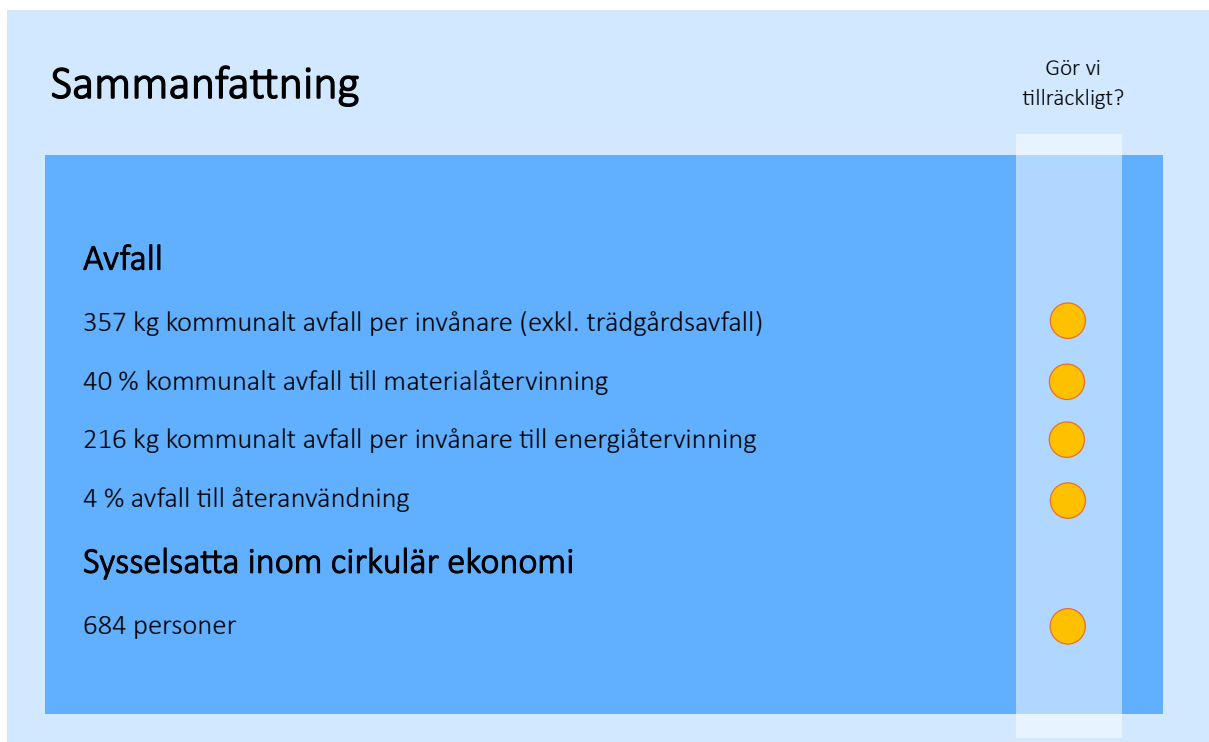 Sammanfattning
Gör vi
tillräckligt?
Avfall
357 kg kommunalt avfall per invånare (exkl. trädgårdsavfall)
40 % kommunalt avfall till materialåtervinning
216 kg kommunalt avfall per invånare till energiåtervinning
4 % avfall till återanvändning
Sysselsatta inom cirkulär ekonomi
684 personer